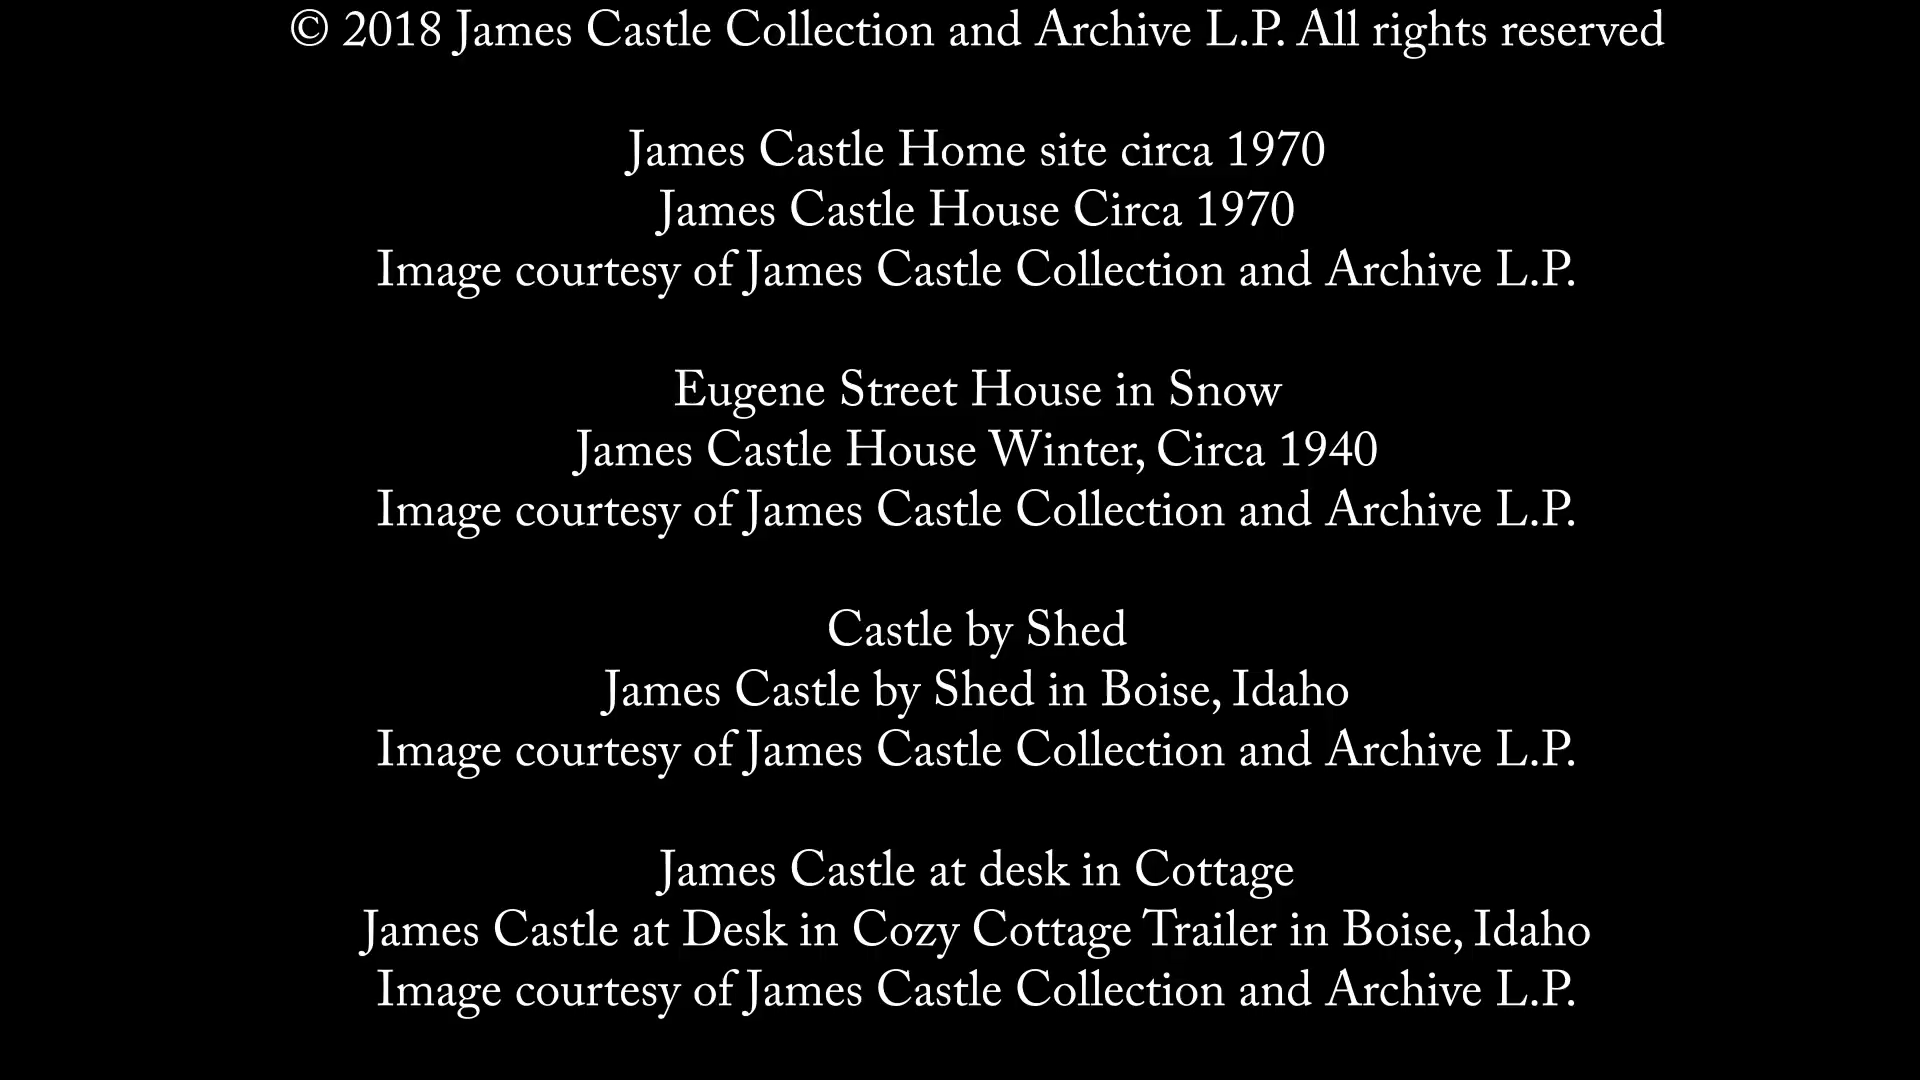 © 2018 James Castle Collection and Archive L.P. All rights reserved
James Castle Home site circa 1970
James Castle House Circa 1970
Image courtesy of James Castle Collection and Archive L.P.
Eugene Street House in Snow
James Castle House Winter, Circa 1940
Image courtesy of James Castle Collection and Archive L.P.
Castle by Shed
James Castle by Shed in Boise, Idaho
Image courtesy of James Castle Collection and Archive L.P.
James Castle at desk in Cottage
James Castle at Desk in Cozy Cottage Trailer in Boise, Idaho
Image courtesy of James Castle Collection and Archive L.P.